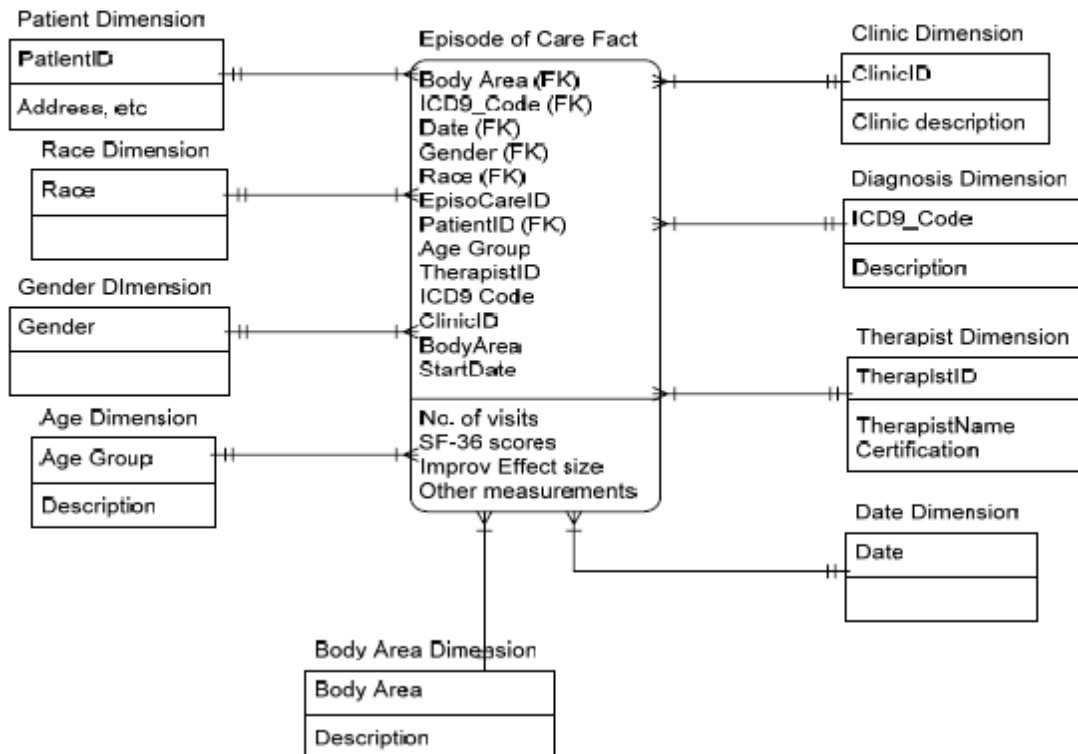 Patient Dimension
PatientID
Address, etc
Race Dimension
Race
Gender DImension
Gender
Age Dimension
Age Group
Description
Episode of Care Fact
Body Area (FK)
ICD9_Code (FK)
Date (FK)
Gender (FK)
Race (FK)
EpisoCareID
PatientID (FK)
Age Group
TherapistID
ICD9 Code
ClinicID
BodyArea
StartDate
No. of visits
SF-36 scores
Improv Effect size
Other measurements
Clinic Dimension
ClinicID
Clinic description
Diagnosis Dimension
ICD9_Code
Description
Therapist Dimension
TherapistID
TherapistName
Certification
Date Dimension
Date
Body Area Dimension
Body Area
Description